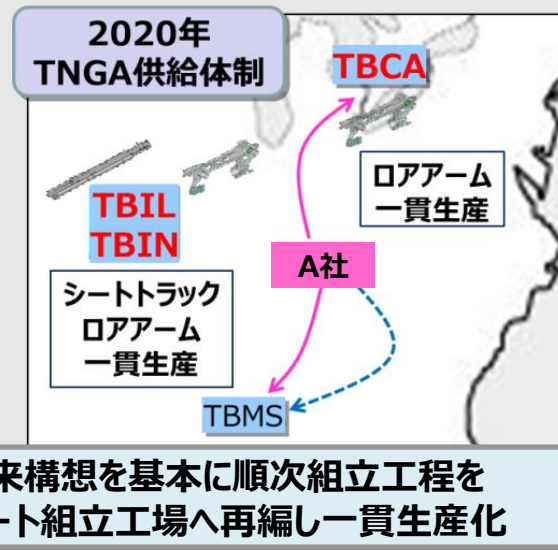 2020年
TNGA供給体制
TBCA
ロアアーム
一貫生産
TBIL
TBIN
A社
シートトラック
ロアアーム
一貫生産
TBMS
来構想を基本に順次組立工程を
ート組立工場へ再編し一貫生産化